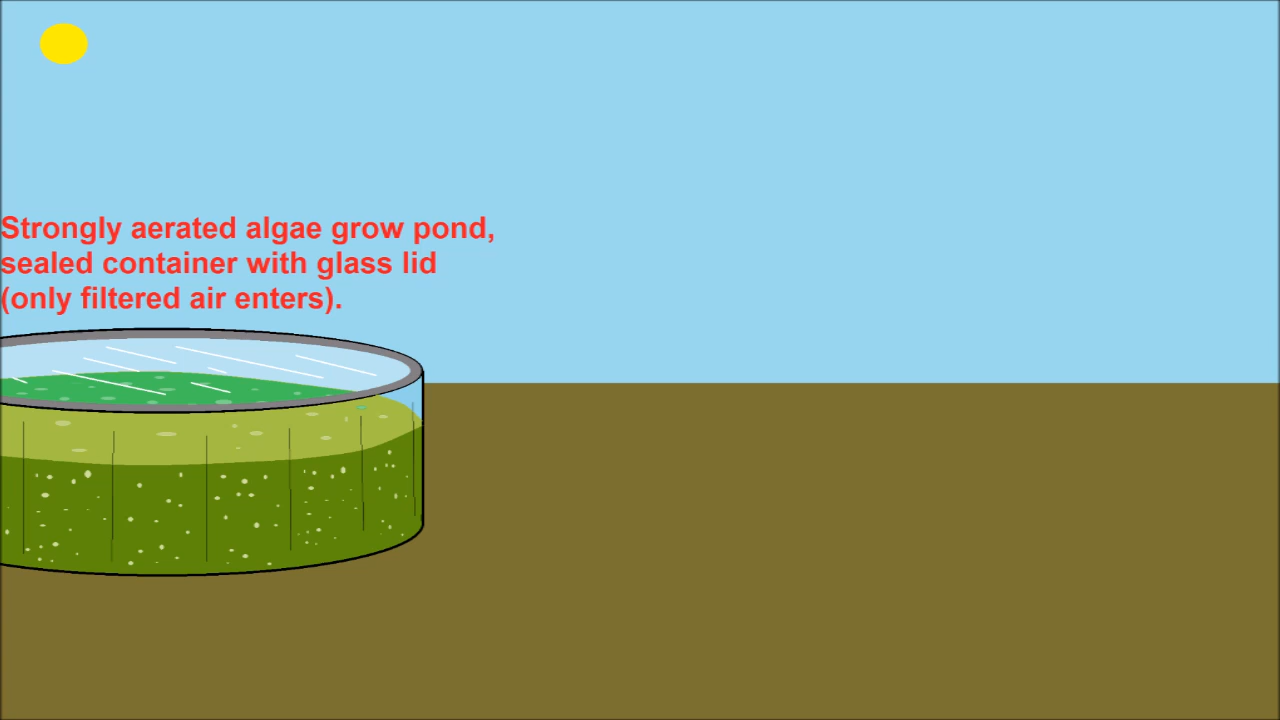 Strongly aerated algae grow pond,
sealed container with glass lid
(only filtered air enters).